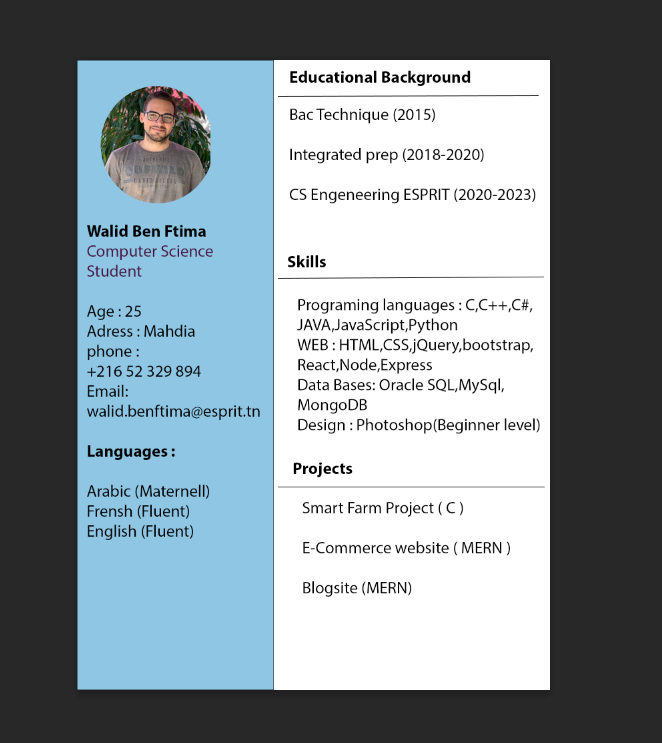 Walid Ben Ftima
Computer Science
Student
Age : 25
Adress : Mahdia
phone :
+216 52 329 894
Email:
walid.benftima@esprit.tn
Languages :
Arabic (Maternell)
Frensh (Fluent)
English (Fluent)
Educational Background
Bac Technique (2015)
Integrated prep (2018-2020)
CS Engeneering ESPRIT (2020-2023)
Skills
Programing languages : C,C++,C#,
JAVA,JavaScript,Python
WEB : HTML,CSS,jQuery,bootstrap,
React,Node,Express
Data Bases: Oracle SQL,MySql,
MongoDB
Design : Photoshop(Beginner level)
Projects
Smart Farm Project ( C )
E-Commerce website ( MERN )
Blogsite (MERN)